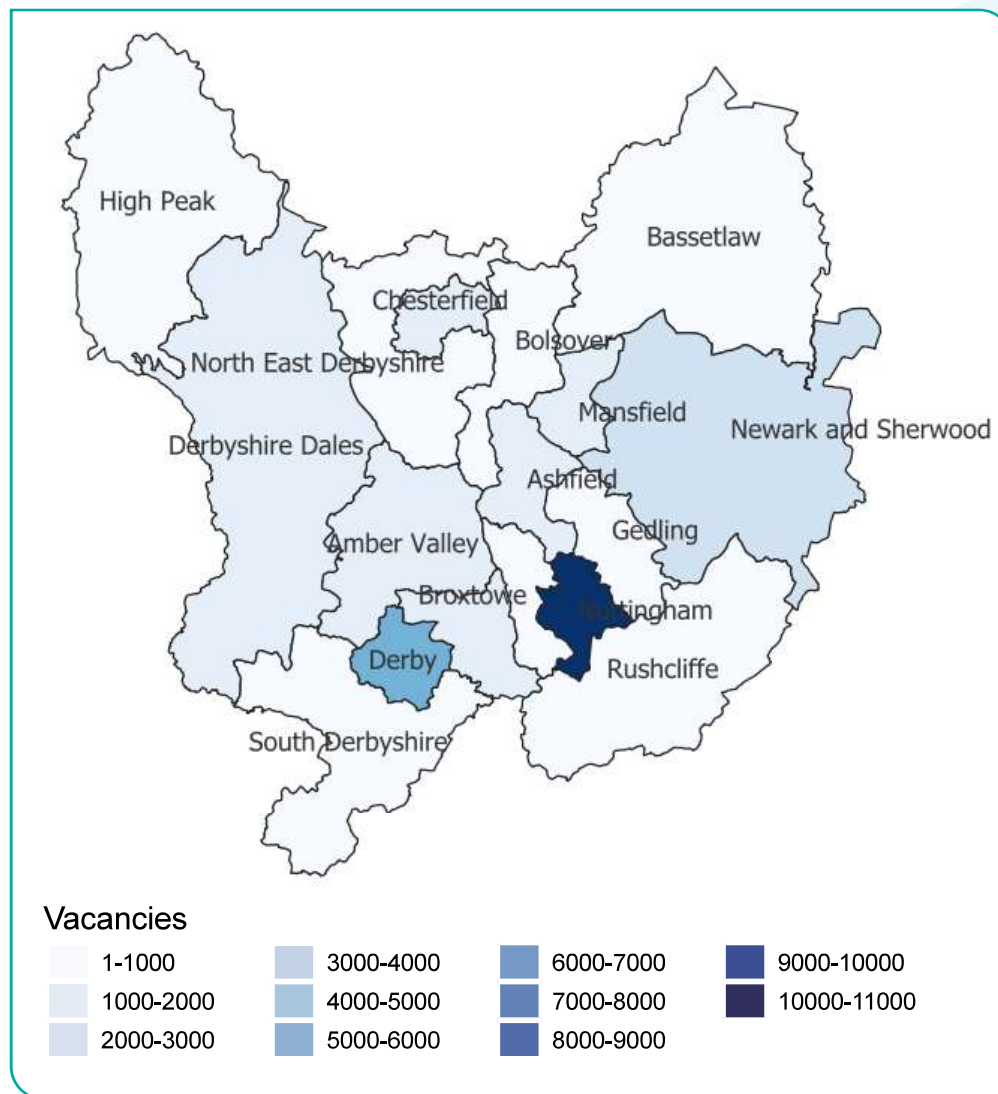 High Peak
Bassetlaw
Chesterfield
Bolsover
North East Derbyshire
Mansfield
Newark and Sherwood
Derbyshire Dales
Ashfield
Gedling
Amber Valley
Broxtowe
Nottingham
Derby
Rushcliffe
South Derbyshire
Vacancies
1-1000
1000-2000
2000-3000
3000-4000
4000-5000
5000-6000
6000-7000
7000-8000
8000-9000
9000-10000
10000-11000